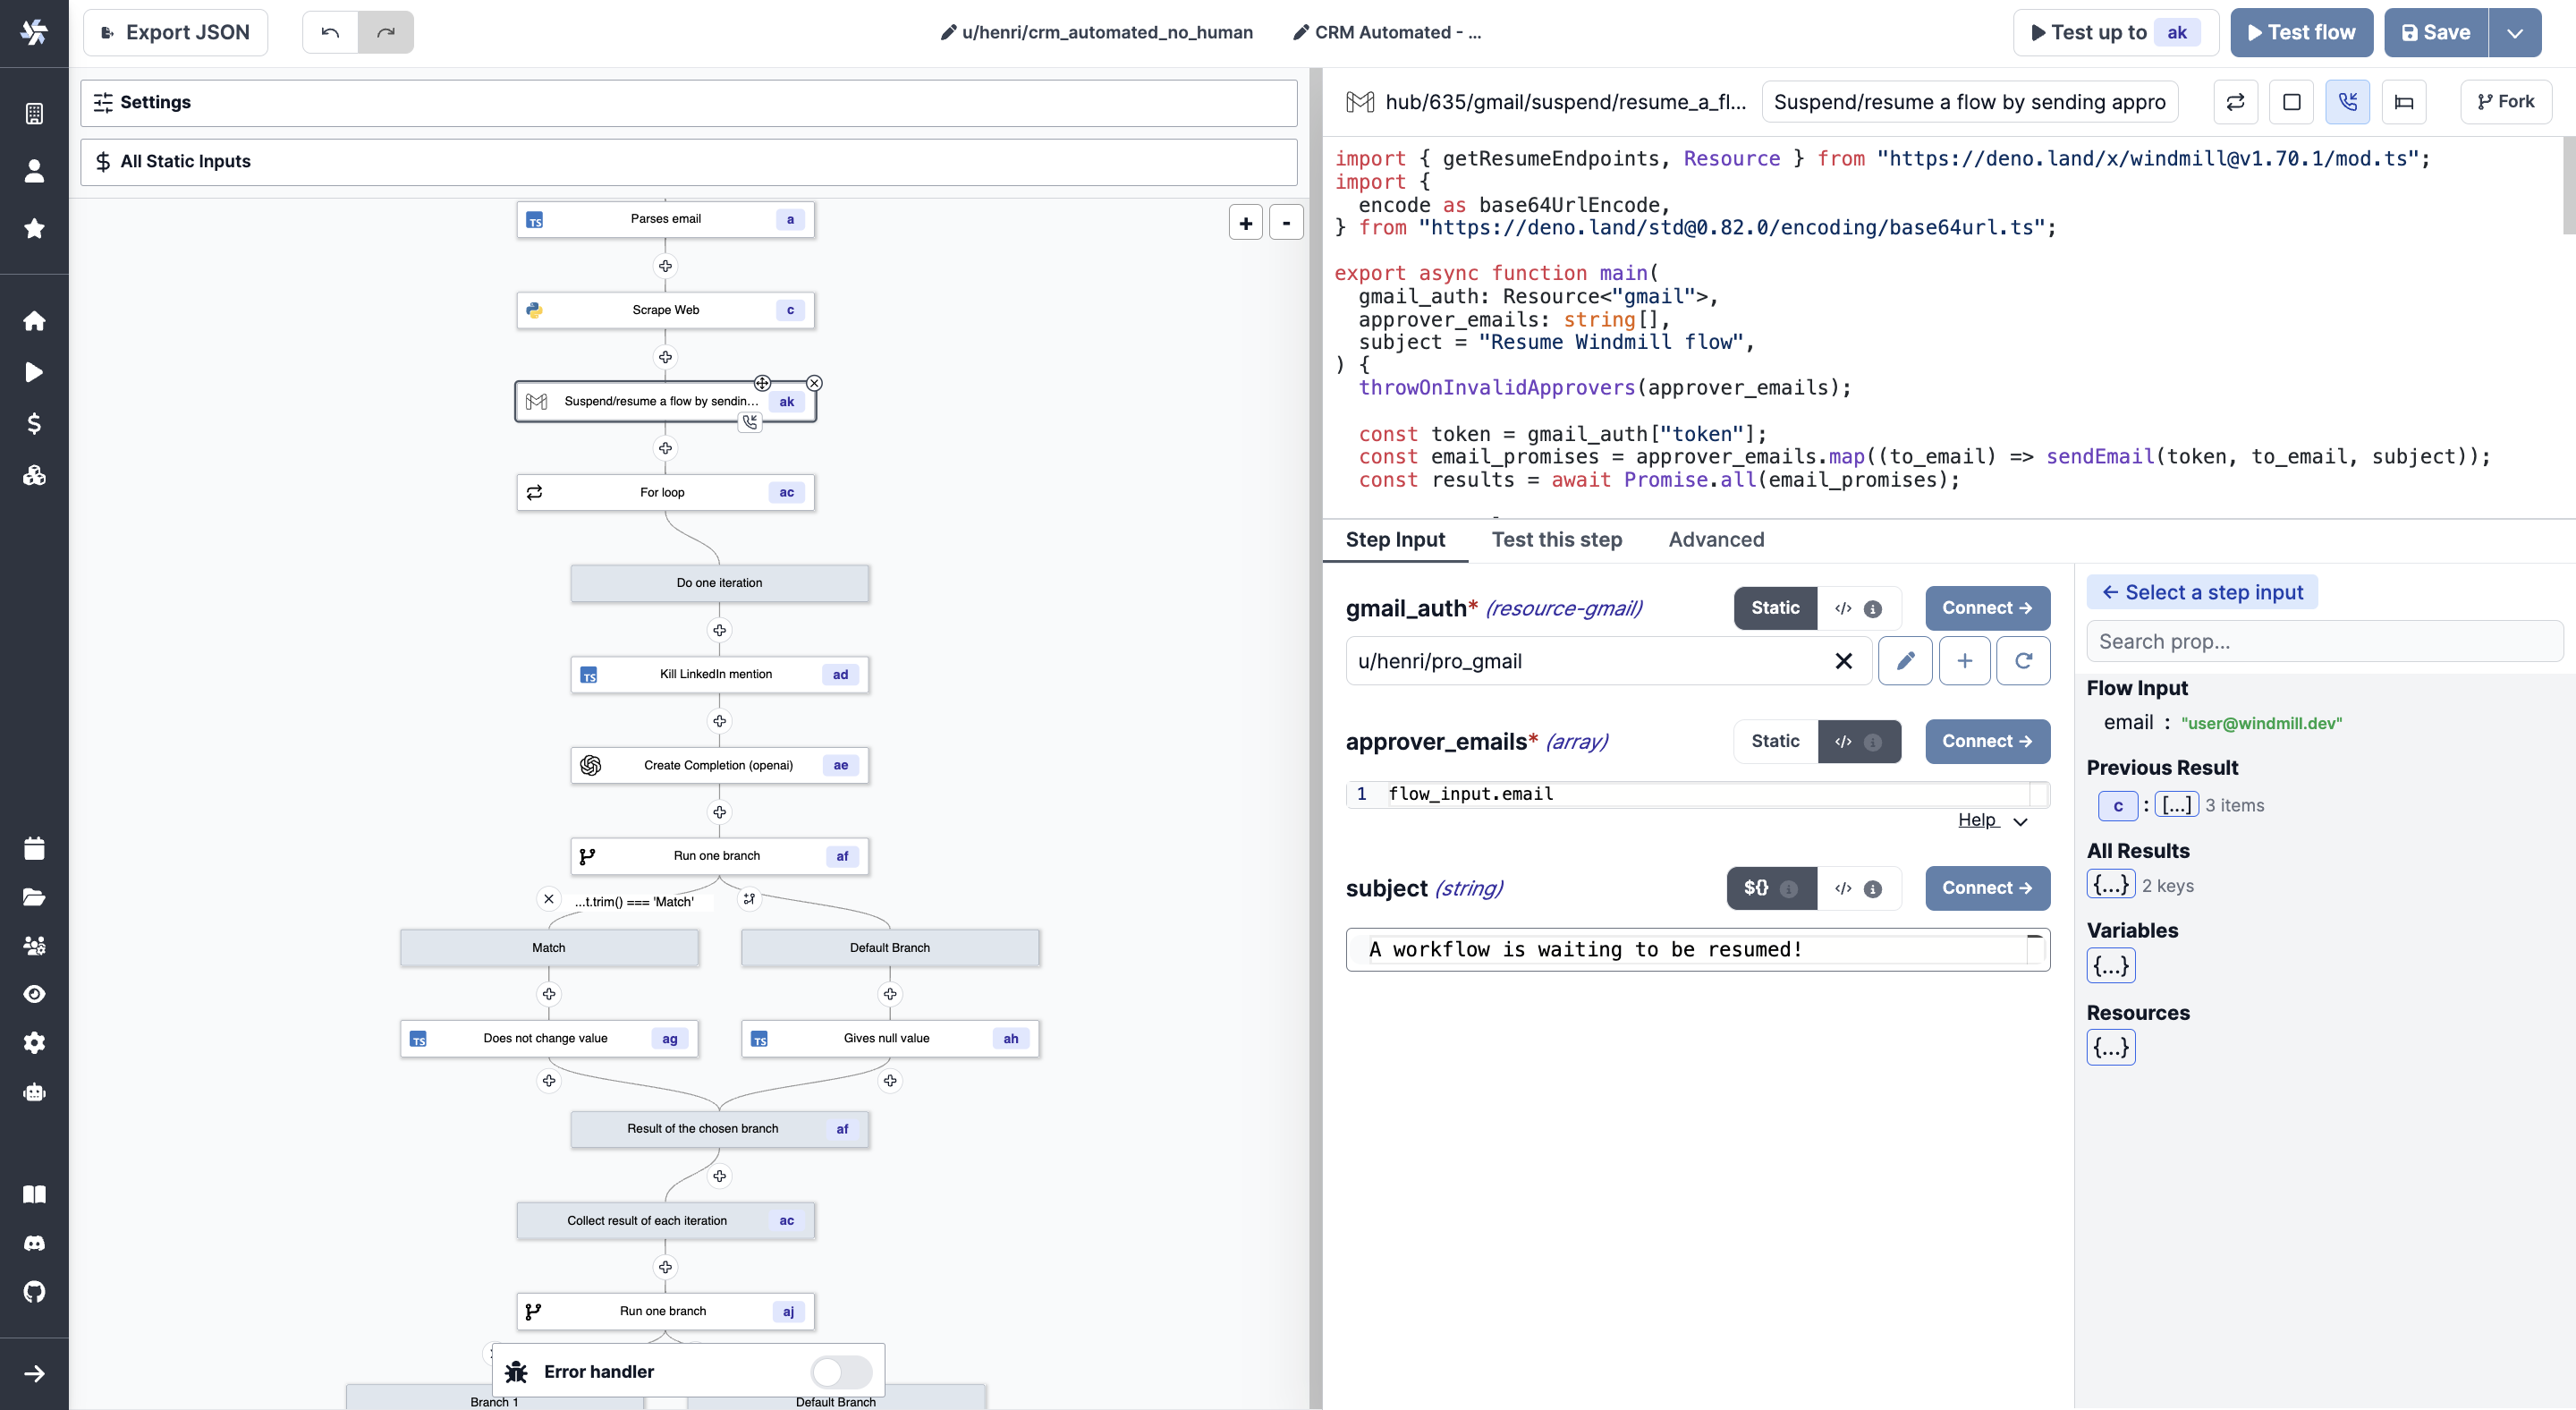 Export JSON
u/henri/crm_automated_no_human
CRM Automated - ...
Test up to ak
Test flow
Save
Settings
All Static Inputs
+
-
TS Parses email a
Scrape Web c
Suspend/resume a flow by sendin... ak
For loop ac
Do one iteration
TS Kill LinkedIn mention ad
Create Completion (openai) ae
Run one branch af
...t.trim() === 'Match'
Match
Default Branch
TS Does not change value ag
TS Gives null value ah
Result of the chosen branch af
Collect result of each iteration ac
Run one branch aj
Error handler
Branch 1
Default Branch
hub/635/gmail/suspend/resume_a_fl...
Suspend/resume a flow by sending appro
Fork
import { getResumeEndpoints, Resource } from "https://deno.land/x/windmill@v1.70.1/mod.ts";
import {
  encode as base64UrlEncode,
} from "https://deno.land/std@0.82.0/encoding/base64url.ts";
export async function main(
  gmail_auth: Resource<"gmail">,
  approver_emails: string[],
  subject = "Resume Windmill flow",
) {
  throwOnInvalidApprovers(approver_emails);
  const token = gmail_auth["token"];
  const email_promises = approver_emails.map((to_email) => sendEmail(token, to_email, subject));
  const results = await Promise.all(email_promises);
Step Input
Test this step
Advanced
gmail_auth* (resource-gmail)
Static </>
Connect →
u/henri/pro_gmail
approver_emails* (array)
Static </>
Connect →
1 flow_input.email
Help
subject (string)
${} </>
Connect →
A workflow is waiting to be resumed!
← Select a step input
Search prop...
Flow Input
email : "user@windmill.dev"
Previous Result
c : [...] 3 items
All Results
{...} 2 keys
Variables
{...}
Resources
{...}